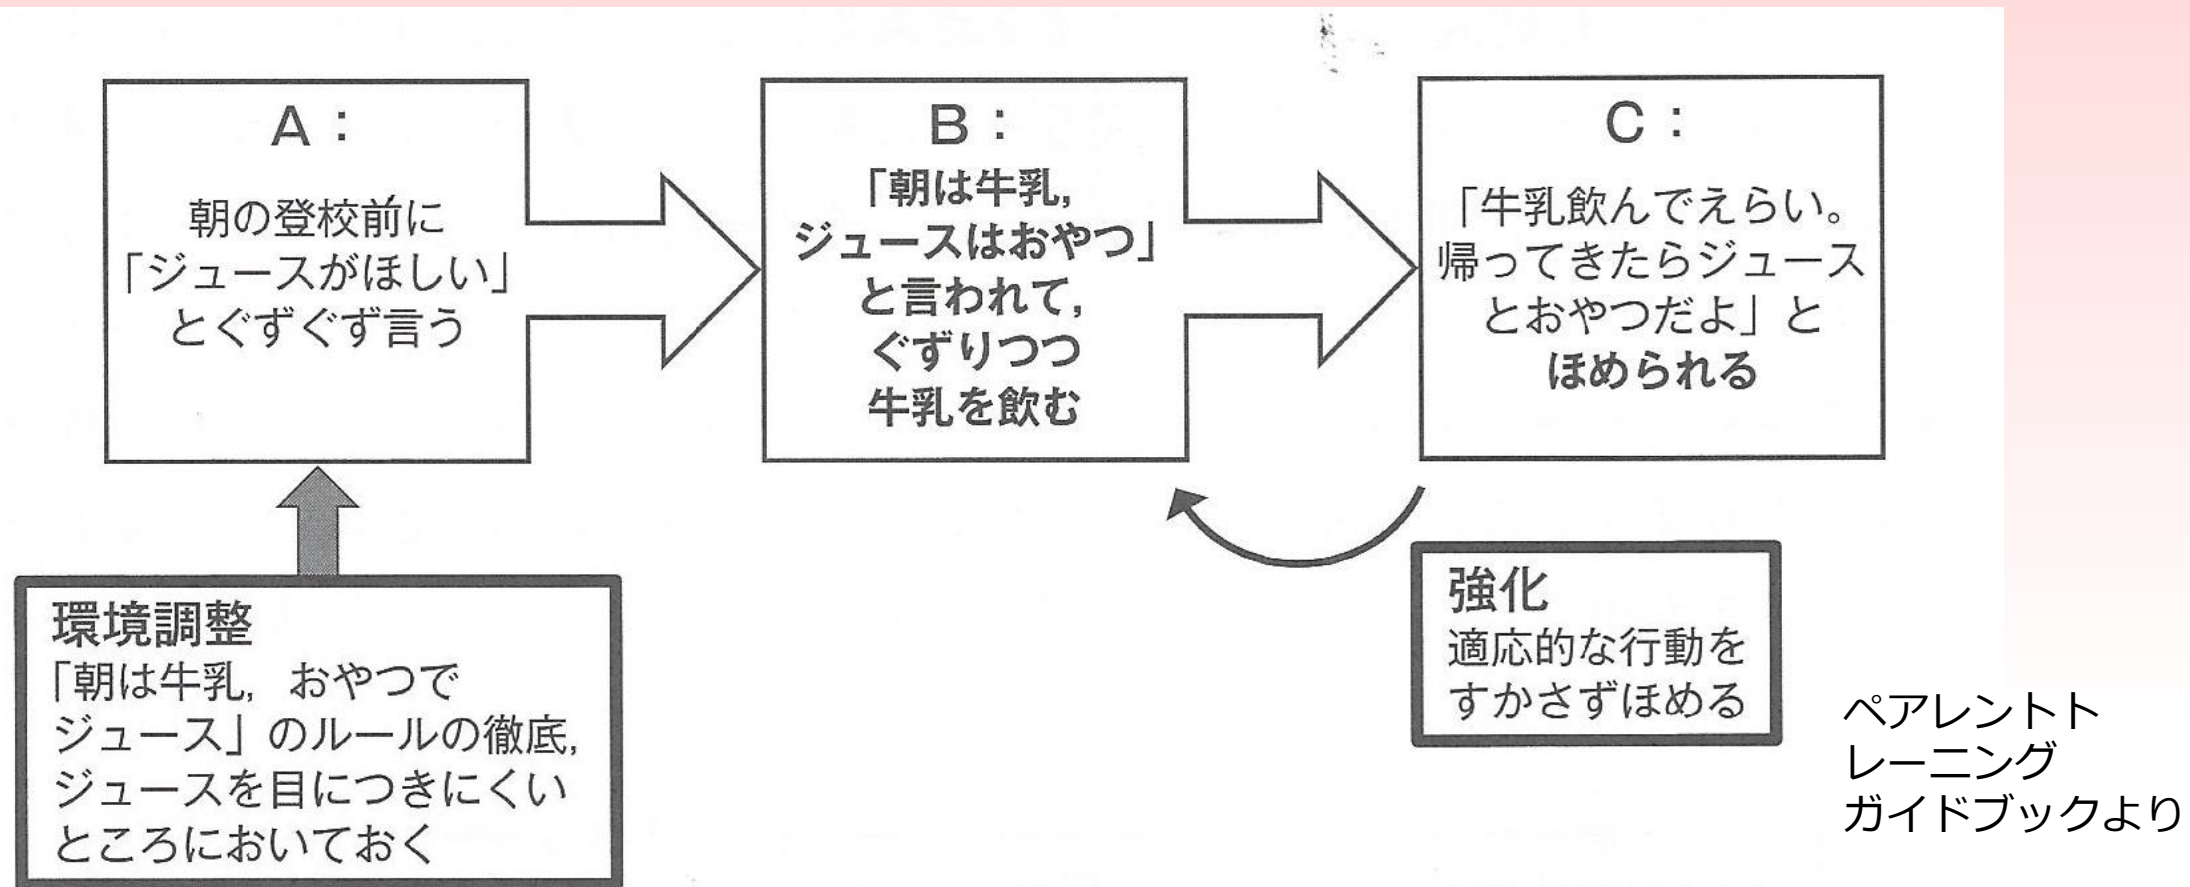 A：
朝の登校前に
「ジュースがほしい」
とぐずぐず言う
B：
「朝は牛乳,
ジュースはおやつ」
と言われて,
ぐずりつつ
牛乳を飲む
C：
「牛乳飲んでえらい。
帰ってきたらジュース
とおやつだよ」と
ほめられる
環境調整
「朝は牛乳, おやつで
ジュース」のルールの徹底,
ジュースを目につきにくい
ところにおいておく
強化
適応的な行動を
すかさずほめる
ペアレントト
レーニング
ガイドブックより